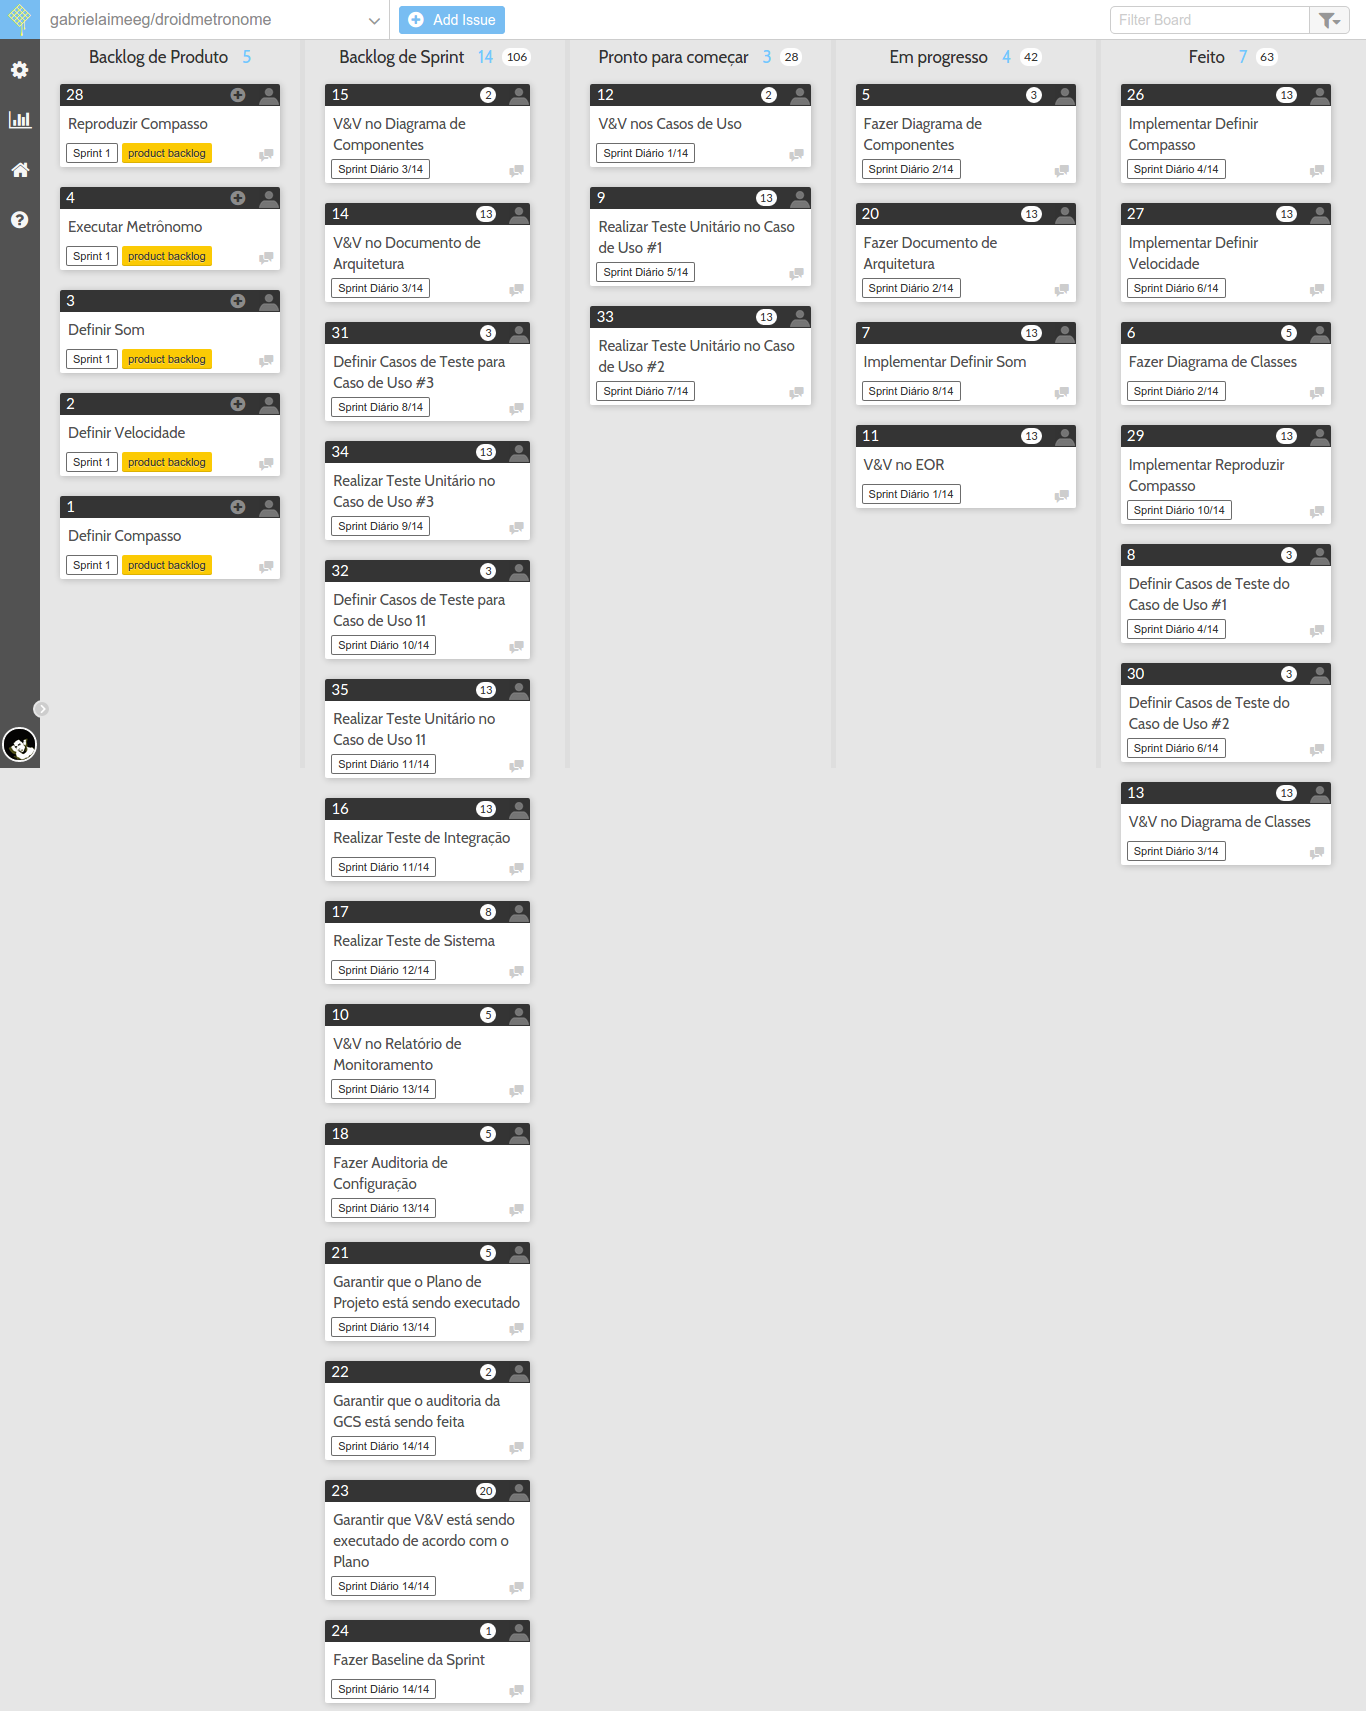 gabrielaimeeg/droidmetronome
Add Issue
Filter Board
Backlog de Produto 5
28
Reproduzir Compasso
Sprint 1 product backlog
4
Executar Metrônomo
Sprint 1 product backlog
3
Definir Som
Sprint 1 product backlog
2
Definir Velocidade
Sprint 1 product backlog
1
Definir Compasso
Sprint 1 product backlog
Backlog de Sprint 14 106
15 2
V&V no Diagrama de
Componentes
Sprint Diário 3/14
14 13
V&V no Documento de
Arquitetura
Sprint Diário 3/14
31 3
Definir Casos de Teste para
Caso de Uso #3
Sprint Diário 8/14
34 13
Realizar Teste Unitário no
Caso de Uso #3
Sprint Diário 9/14
32 3
Definir Casos de Teste para
Caso de Uso 11
Sprint Diário 10/14
35 13
Realizar Teste Unitário no
Caso de Uso 11
Sprint Diário 11/14
16 13
Realizar Teste de Integração
Sprint Diário 11/14
17 8
Realizar Teste de Sistema
Sprint Diário 12/14
10 5
V&V no Relatório de
Monitoramento
Sprint Diário 13/14
18 5
Fazer Auditoria de
Configuração
Sprint Diário 13/14
21 5
Garantir que o Plano de
Projeto está sendo executado
Sprint Diário 13/14
22 2
Garantir que o auditoria da
GCS está sendo feita
Sprint Diário 14/14
23 20
Garantir que V&V está sendo
executado de acordo com o
Plano
Sprint Diário 14/14
24 1
Fazer Baseline da Sprint
Sprint Diário 14/14
Pronto para começar 3 28
12 2
V&V nos Casos de Uso
Sprint Diário 1/14
9 13
Realizar Teste Unitário no Caso
de Uso #1
Sprint Diário 5/14
33 13
Realizar Teste Unitário no Caso
de Uso #2
Sprint Diário 7/14
Em progresso 4 42
5 3
Fazer Diagrama de
Componentes
Sprint Diário 2/14
20 13
Fazer Documento de
Arquitetura
Sprint Diário 2/14
7 13
Implementar Definir Som
Sprint Diário 8/14
11 13
V&V no EOR
Sprint Diário 1/14
Feito 7 63
26 13
Implementar Definir
Compasso
Sprint Diário 4/14
27 13
Implementar Definir
Velocidade
Sprint Diário 6/14
6 5
Fazer Diagrama de Classes
Sprint Diário 2/14
29 13
Implementar Reproduzir
Compasso
Sprint Diário 10/14
8 3
Definir Casos de Teste do
Caso de Uso #1
Sprint Diário 4/14
30 3
Definir Casos de Teste do
Caso de Uso #2
Sprint Diário 6/14
13 13
V&V no Diagrama de Classes
Sprint Diário 3/14